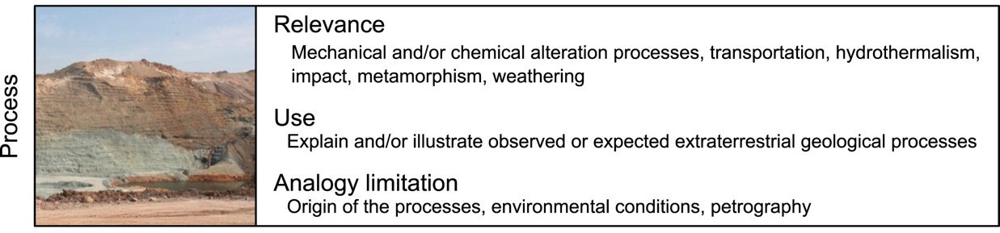 Process
Relevance
Mechanical and/or chemical alteration processes, transportation, hydrothermalism,
impact, metamorphism, weathering
Use
Explain and/or illustrate observed or expected extraterrestrial geological processes
Analogy limitation
Origin of the processes, environmental conditions, petrography